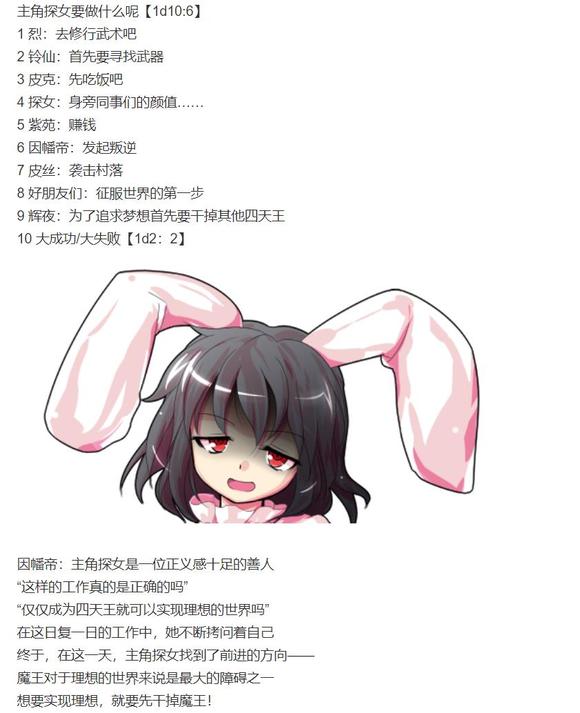 主角探女要做什么呢【1d10:6】
1 烈：去修行武术吧
2 铃仙：首先要寻找武器
3 皮克：先吃饭吧
4 探女：身旁同事们的颜值……
5 紫苑：赚钱
6 因幡帝：发起叛逆
7 皮丝：袭击村落
8 好朋友们：征服世界的第一步
9 辉夜：为了追求梦想首先要干掉其他四天王
10 大成功/大失败【1d2：2】
因幡帝：主角探女是一位正义感十足的善人
“这样的工作真的是正确的吗”
“仅仅成为四天王就可以实现理想的世界吗”
在这日复一日的工作中，她不断拷问着自己
终于，在这一天，主角探女找到了前进的方向——
魔王对于理想的世界来说是最大的障碍之一
想要实现理想，就要先干掉魔王！